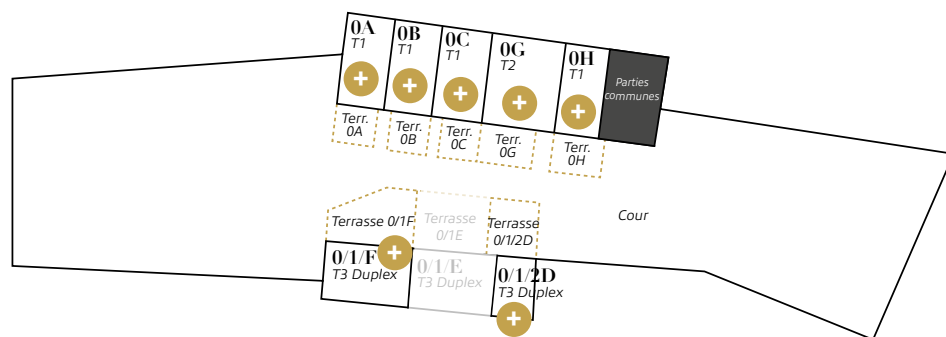 0A
T1
0B
T1
0C
T1
0G
T2
0H
T1
Parties
communes
Terr.
0A
Terr.
0B
Terr.
0C
Terr.
0G
Terr.
0H
Terrasse 0/1F
Terrasse
0/1E
Terrasse
0/1/2D
Cour
0/1/F
T3 Duplex
0/1/E
T3 Duplex
0/1/2D
T3 Duplex